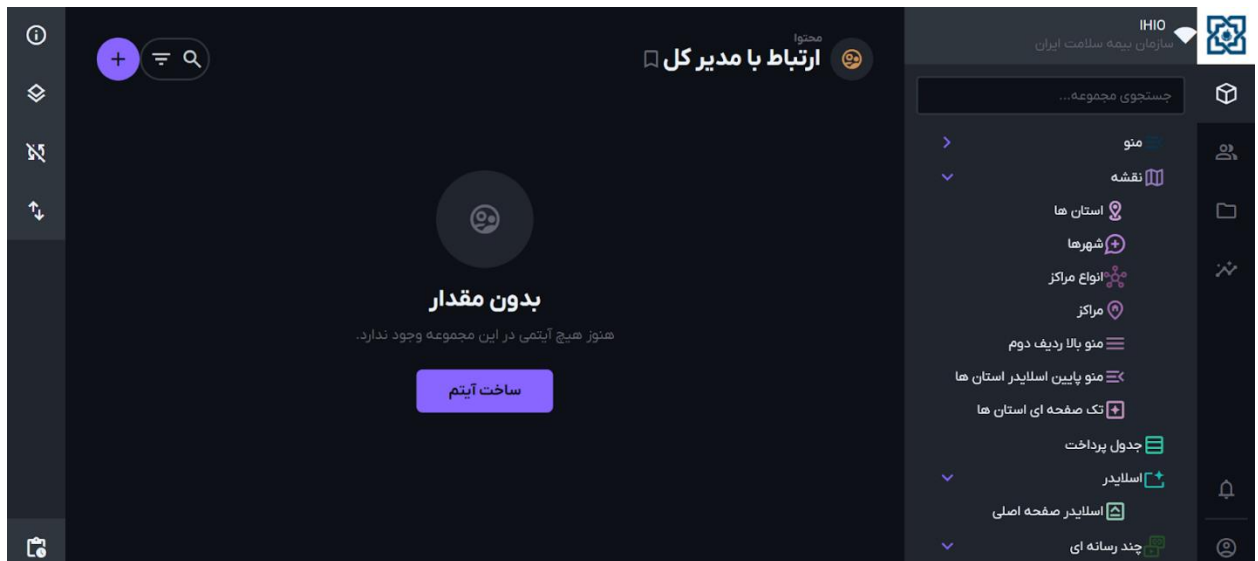 IHIO
سازمان بیمه سلامت ایران
جستجوی مجموعه...
منو
نقشه
استان ها
شهرها
انواع مراکز
مراکز
منو بالا ردیف دوم
منو پایین اسلایدر استان ها
تک صفحه ای استان ها
جدول پرداخت
اسلایدر
اسلایدر صفحه اصلی
چند رسانه ای
محتوا
ارتباط با مدیر کل
بدون مقدار
هنوز هیچ آیتمی در این مجموعه وجود ندارد.
ساخت آیتم